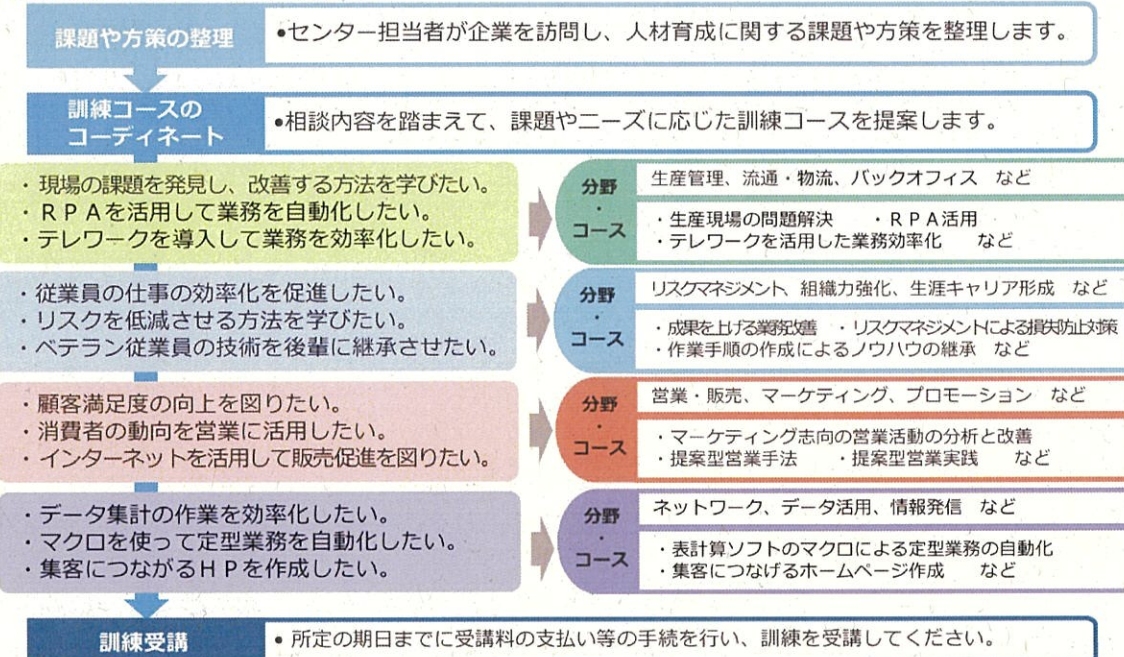 課題や方策の整理
•センター担当者が企業を訪問し、人材育成に関する課題や方策を整理します。
訓練コースの
コーディネート
•相談内容を踏まえて、課題やニーズに応じた訓練コースを提案します。
・現場の課題を発見し、改善する方法を学びたい。
・ＲＰＡを活用して業務を自動化したい。
・テレワークを導入して業務を効率化したい。
分野
・
コース
生産管理、流通・物流、バックオフィス　など
・生産現場の問題解決　・ＲＰＡ活用
・テレワークを活用した業務効率化　など
・従業員の仕事の効率化を促進したい。
・リスクを低減させる方法を学びたい。
・ベテラン従業員の技術を後輩に継承させたい。
分野
・
コース
リスクマネジメント、組織力強化、生涯キャリア形成　など
・成果を上げる業務改善　・リスクマネジメントによる損失防止対策
・作業手順の作成によるノウハウの継承　など
・顧客満足度の向上を図りたい。
・消費者の動向を営業に活用したい。
・インターネットを活用して販売促進を図りたい。
分野
・
コース
営業・販売、マーケティング、プロモーション　など
・マーケティング志向の営業活動の分析と改善
・提案型営業手法　・提案型営業実践　など
・データ集計の作業を効率化したい。
・マクロを使って定型業務を自動化したい。
・集客につながるＨＰを作成したい。
分野
・
コース
ネットワーク、データ活用、情報発信　など
・表計算ソフトのマクロによる定型業務の自動化
・集客につなげるホームページ作成　など
訓練受講
• 所定の期日までに受講料の支払い等の手続を行い、訓練を受講してください。